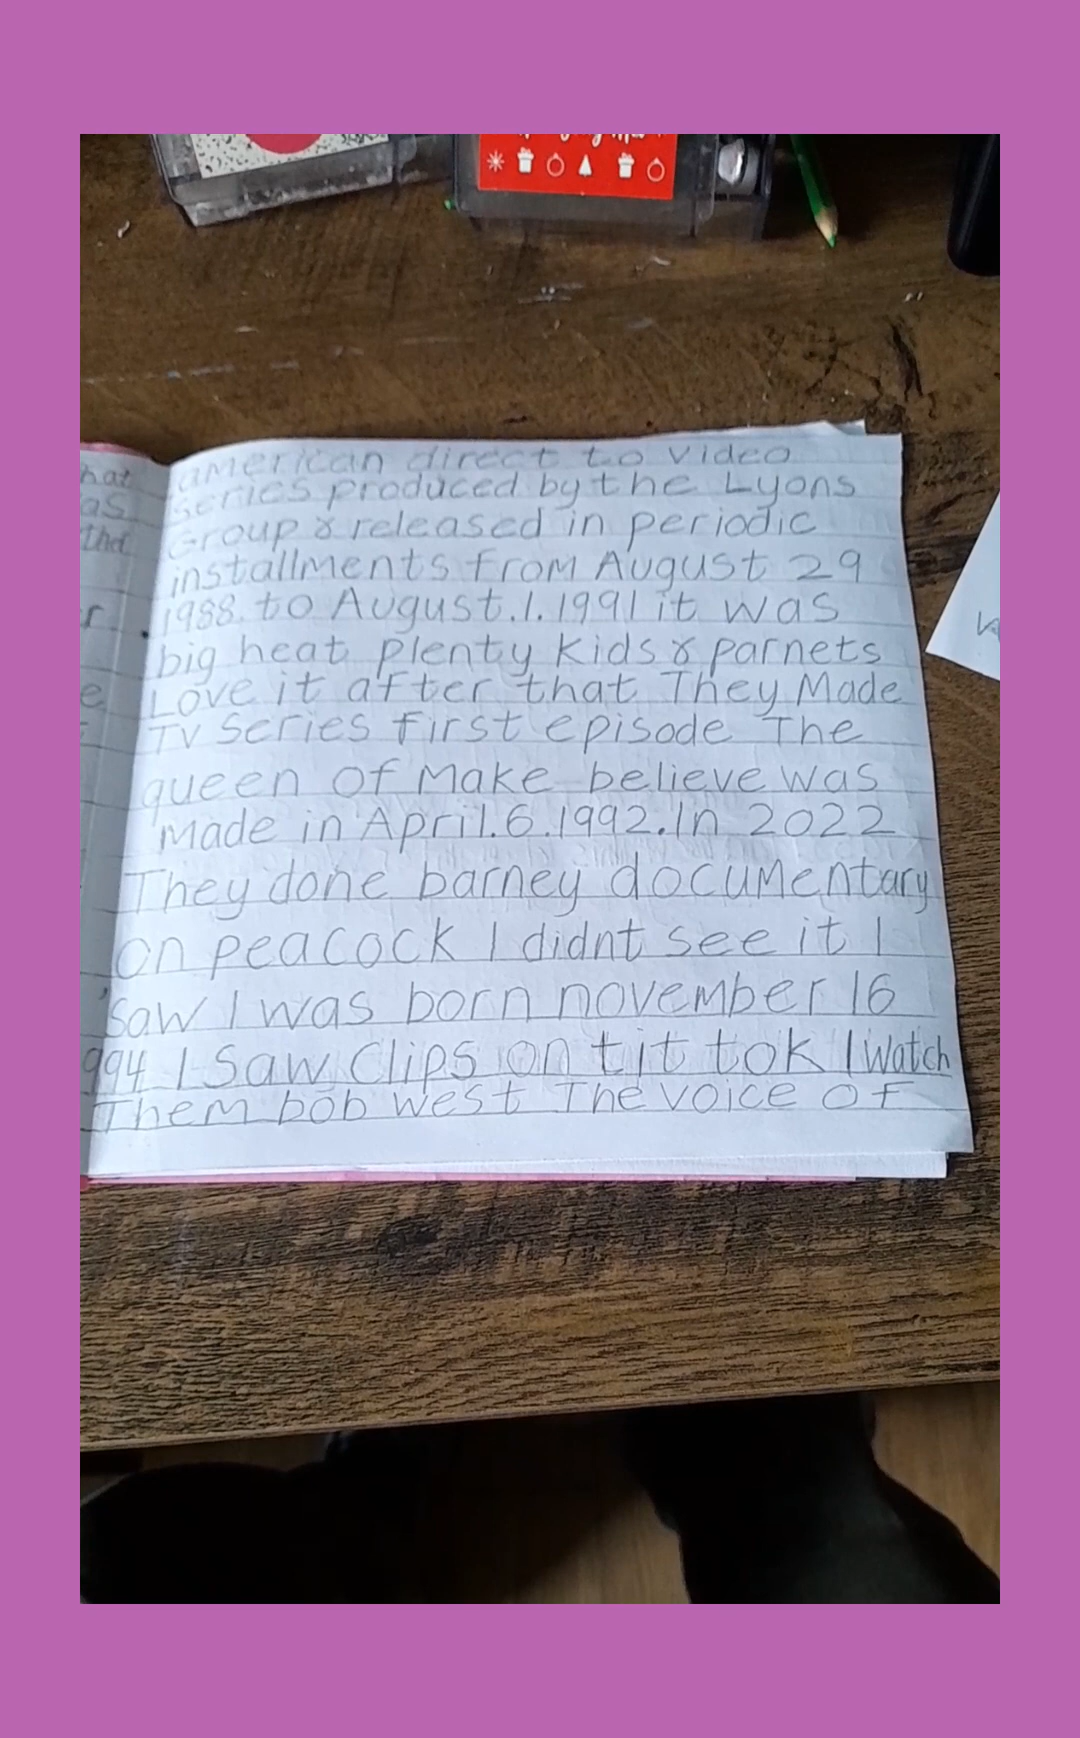 american direct to video
series produced by the Lyons
Group & released in periodic
installments from August 29
1988. to August.1.1991 it was
big heat plenty kids & parnets
Love it after that They Made
TV Series first episode The
queen of Make believe was
Made in April.6.1992.In 2022
They done barney documentary
on peacock I didnt see it I
saw I was born november 16
994 I Saw Clips on tit tok I watch
Them bob west The voice of
hat
as
r
e